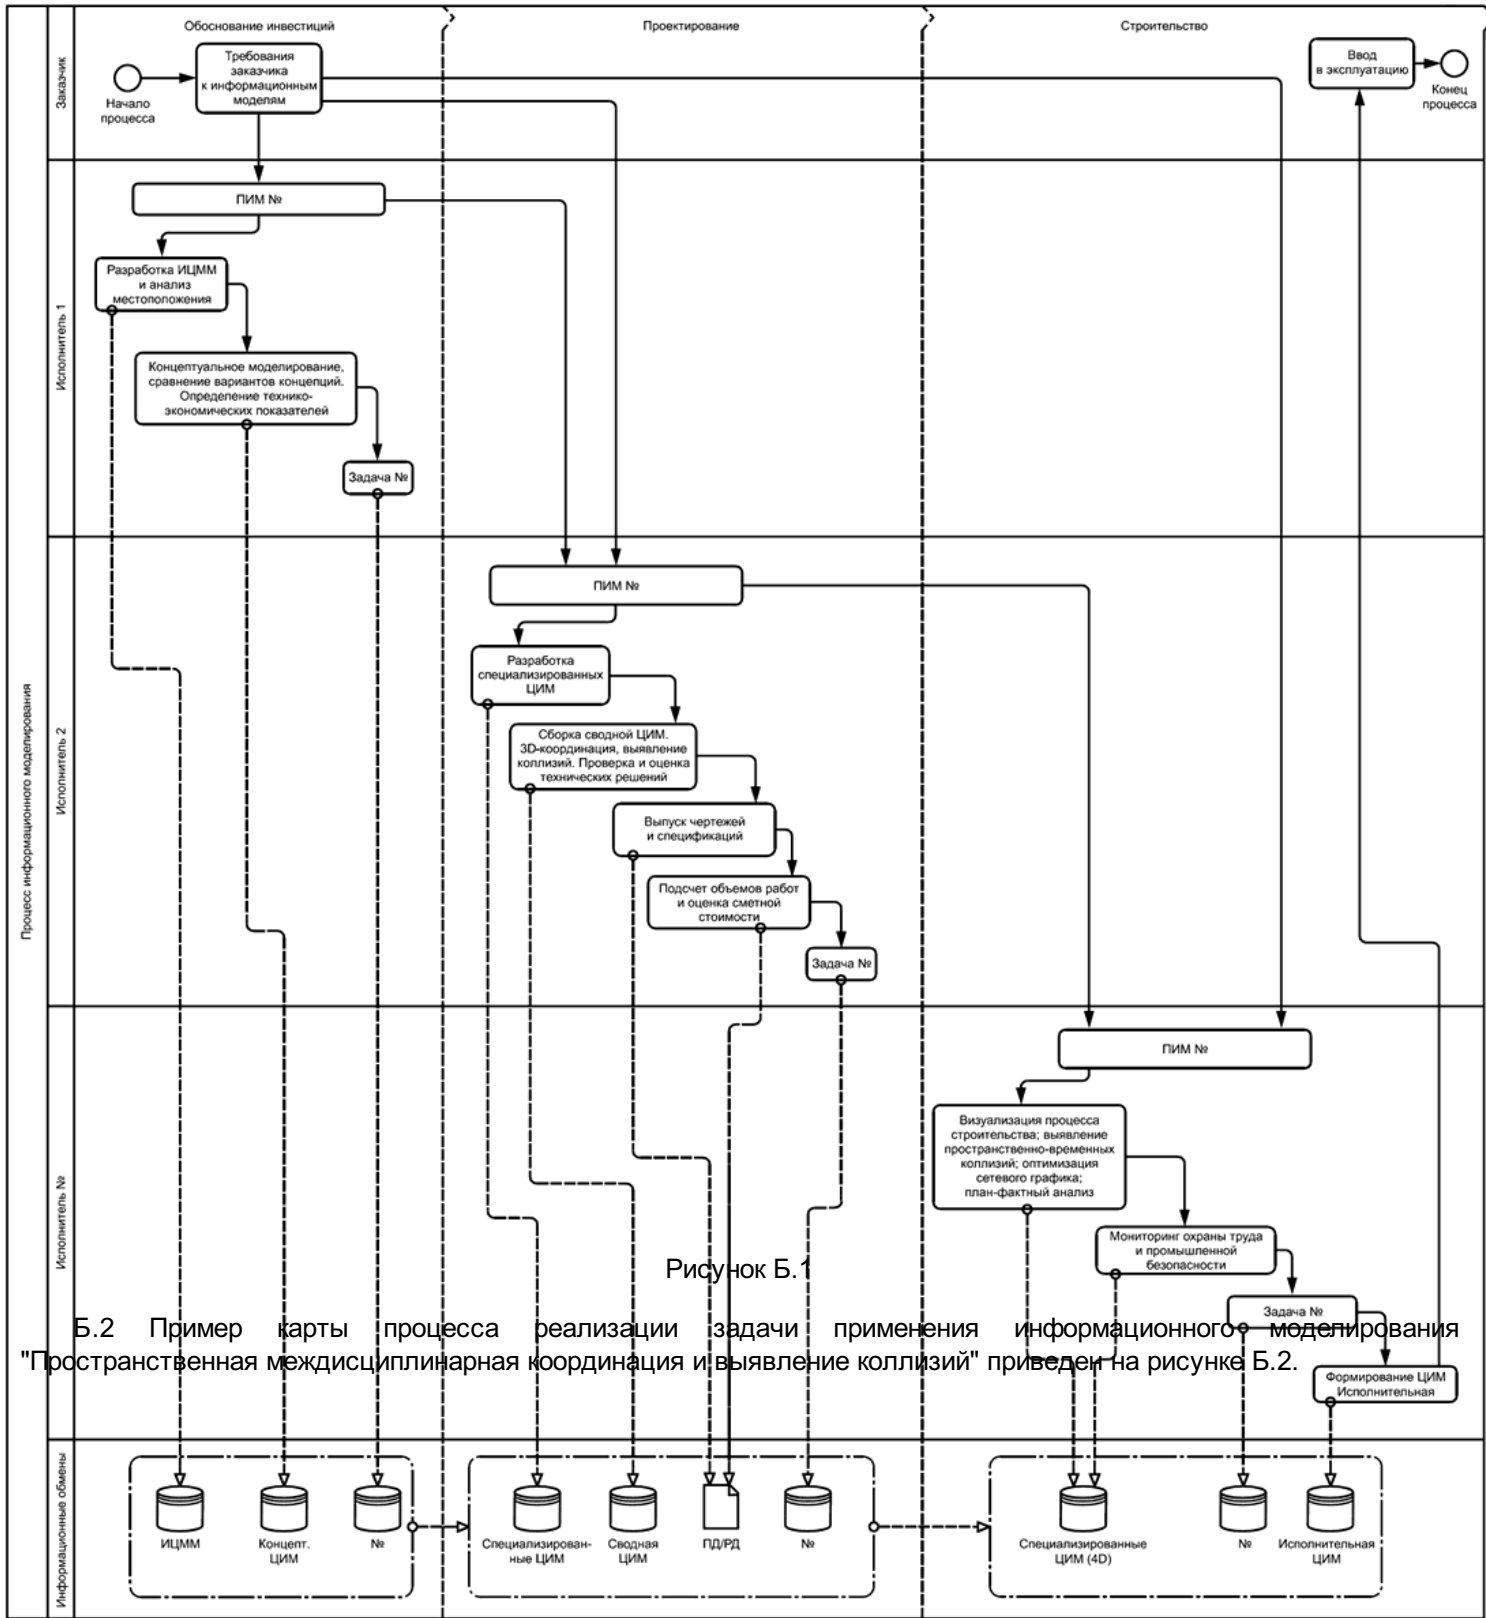 Обоснование инвестиций
Проектирование
Строительство
Процесс информационного моделирования
Заказчик
Начало
процесса
Требования
заказчика
к информационным
моделям
Ввод
в эксплуатацию
Конец
процесса
Исполнитель 1
ПИМ №
Разработка ИЦММ
и анализ
местоположения
Концептуальное моделирование,
сравнение вариантов концепций.
Определение технико-
экономических показателей
Задача №
Исполнитель 2
ПИМ №
Разработка
специализированных
ЦИМ
Сборка сводной ЦИМ.
3D-координация, выявление
коллизий. Проверка и оценка
технических решений
Выпуск чертежей
и спецификаций
Подсчет объемов работ
и оценка сметной
стоимости
Задача №
Исполнитель №
ПИМ №
Визуализация процесса
строительства; выявление
пространственно-временных
коллизий; оптимизация
сетевого графика;
план-фактный анализ
Мониторинг охраны труда
и промышленной
безопасности
Задача №
Формирование ЦИМ
Исполнительная
Рисунок Б.1
Б.2 Пример карты процесса реализации задачи применения информационного моделирования
"Пространственная междисциплинарная координация и выявление коллизий" приведен на рисунке Б.2.
Информационные обмены
ИЦММ
Концепт.
ЦИМ
№
Специализирован-
ные ЦИМ
Сводная
ЦИМ
ПД/РД
№
Специализированные
ЦИМ (4D)
№
Исполнительная
ЦИМ